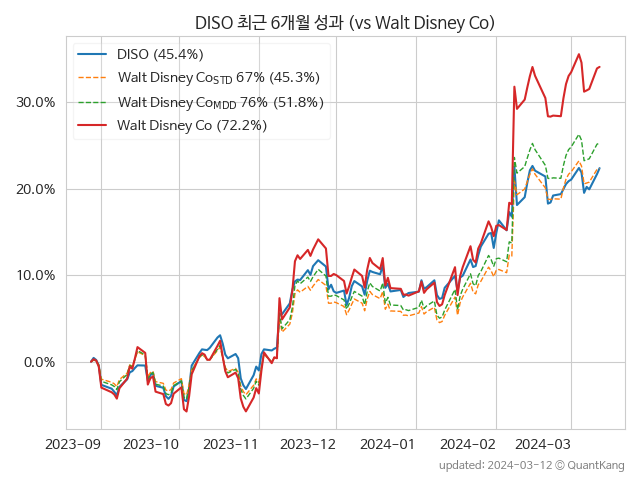 DISO 최근 6개월 성과 (vs Walt Disney Co)
DISO (45.4%)
Walt Disney CoSTD 67% (45.3%)
Walt Disney CoMDD 76% (51.8%)
Walt Disney Co (72.2%)
30.0%
20.0%
10.0%
0.0%
2023-09 2023-10 2023-11 2023-12 2024-01 2024-02 2024-03
updated: 2024-03-12 © QuantKang